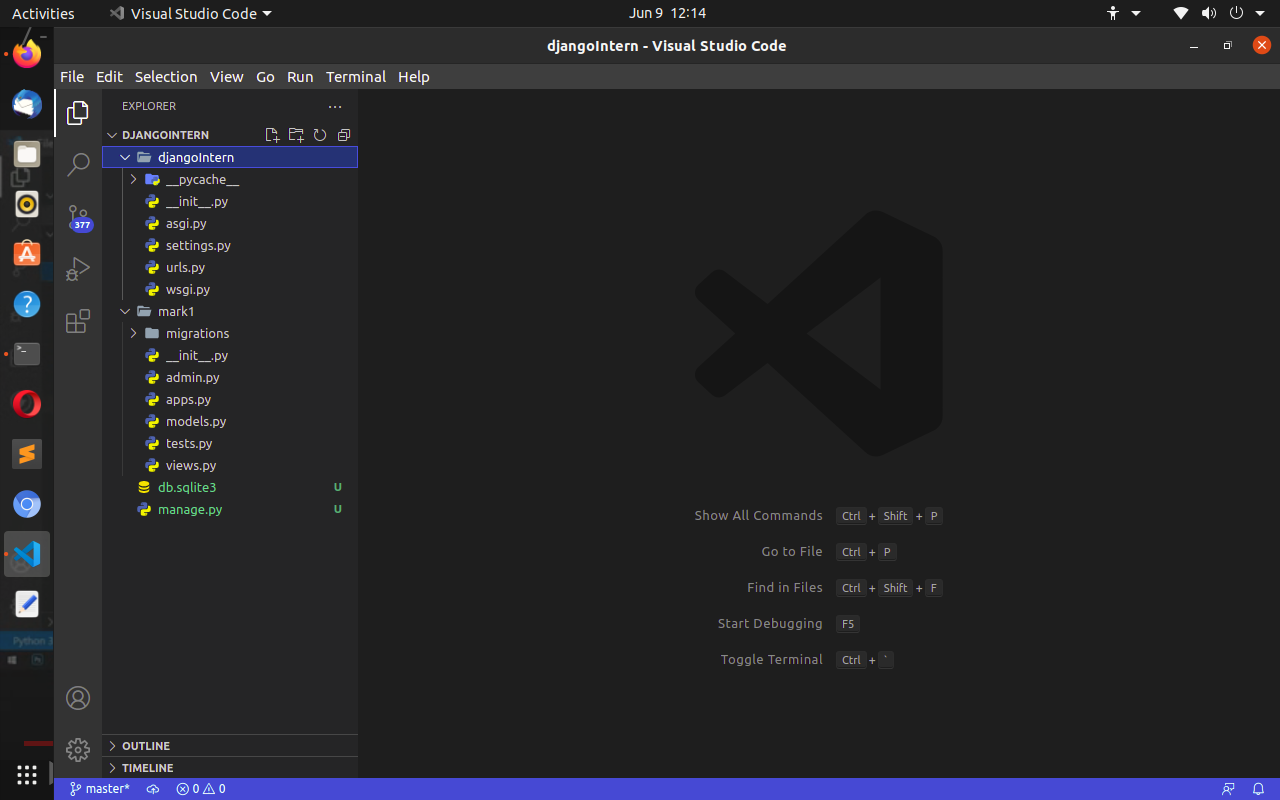 Activities
Visual Studio Code
Jun 9 12:14
djangoIntern - Visual Studio Code
File Edit Selection View Go Run Terminal Help
EXPLORER
DJANGOINTERN
djangoIntern
__pycache__
__init__.py
asgi.py
settings.py
urls.py
wsgi.py
mark1
migrations
__init__.py
admin.py
apps.py
models.py
tests.py
views.py
db.sqlite3 U
manage.py U
377
Show All Commands Ctrl + Shift + P
Go to File Ctrl + P
Find in Files Ctrl + Shift + F
Start Debugging F5
Toggle Terminal Ctrl + `
Python 3
OUTLINE
TIMELINE
master* 0 0